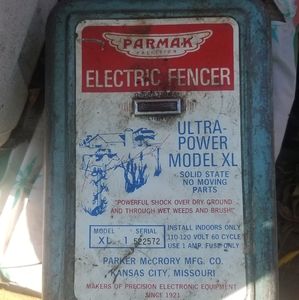 PARMAK
PRECISION
ELECTRIC FENCER
ULTRA-
POWER
MODEL XL
SOLID STATE
NO MOVING
PARTS
"POWERFUL SHOCK OVER DRY GROUND
AND THROUGH WET WEEDS AND BRUSH!"
MODEL SERIAL
XL 1 522572
INSTALL INDOORS ONLY
110-120 VOLT 60 CYCLE
USE 1 AMP. FUSE ONLY
PARKER McCRORY MFG. CO.
KANSAS CITY, MISSOURI
MAKERS OF PRECISION ELECTRONIC EQUIPMENT
SINCE 1921